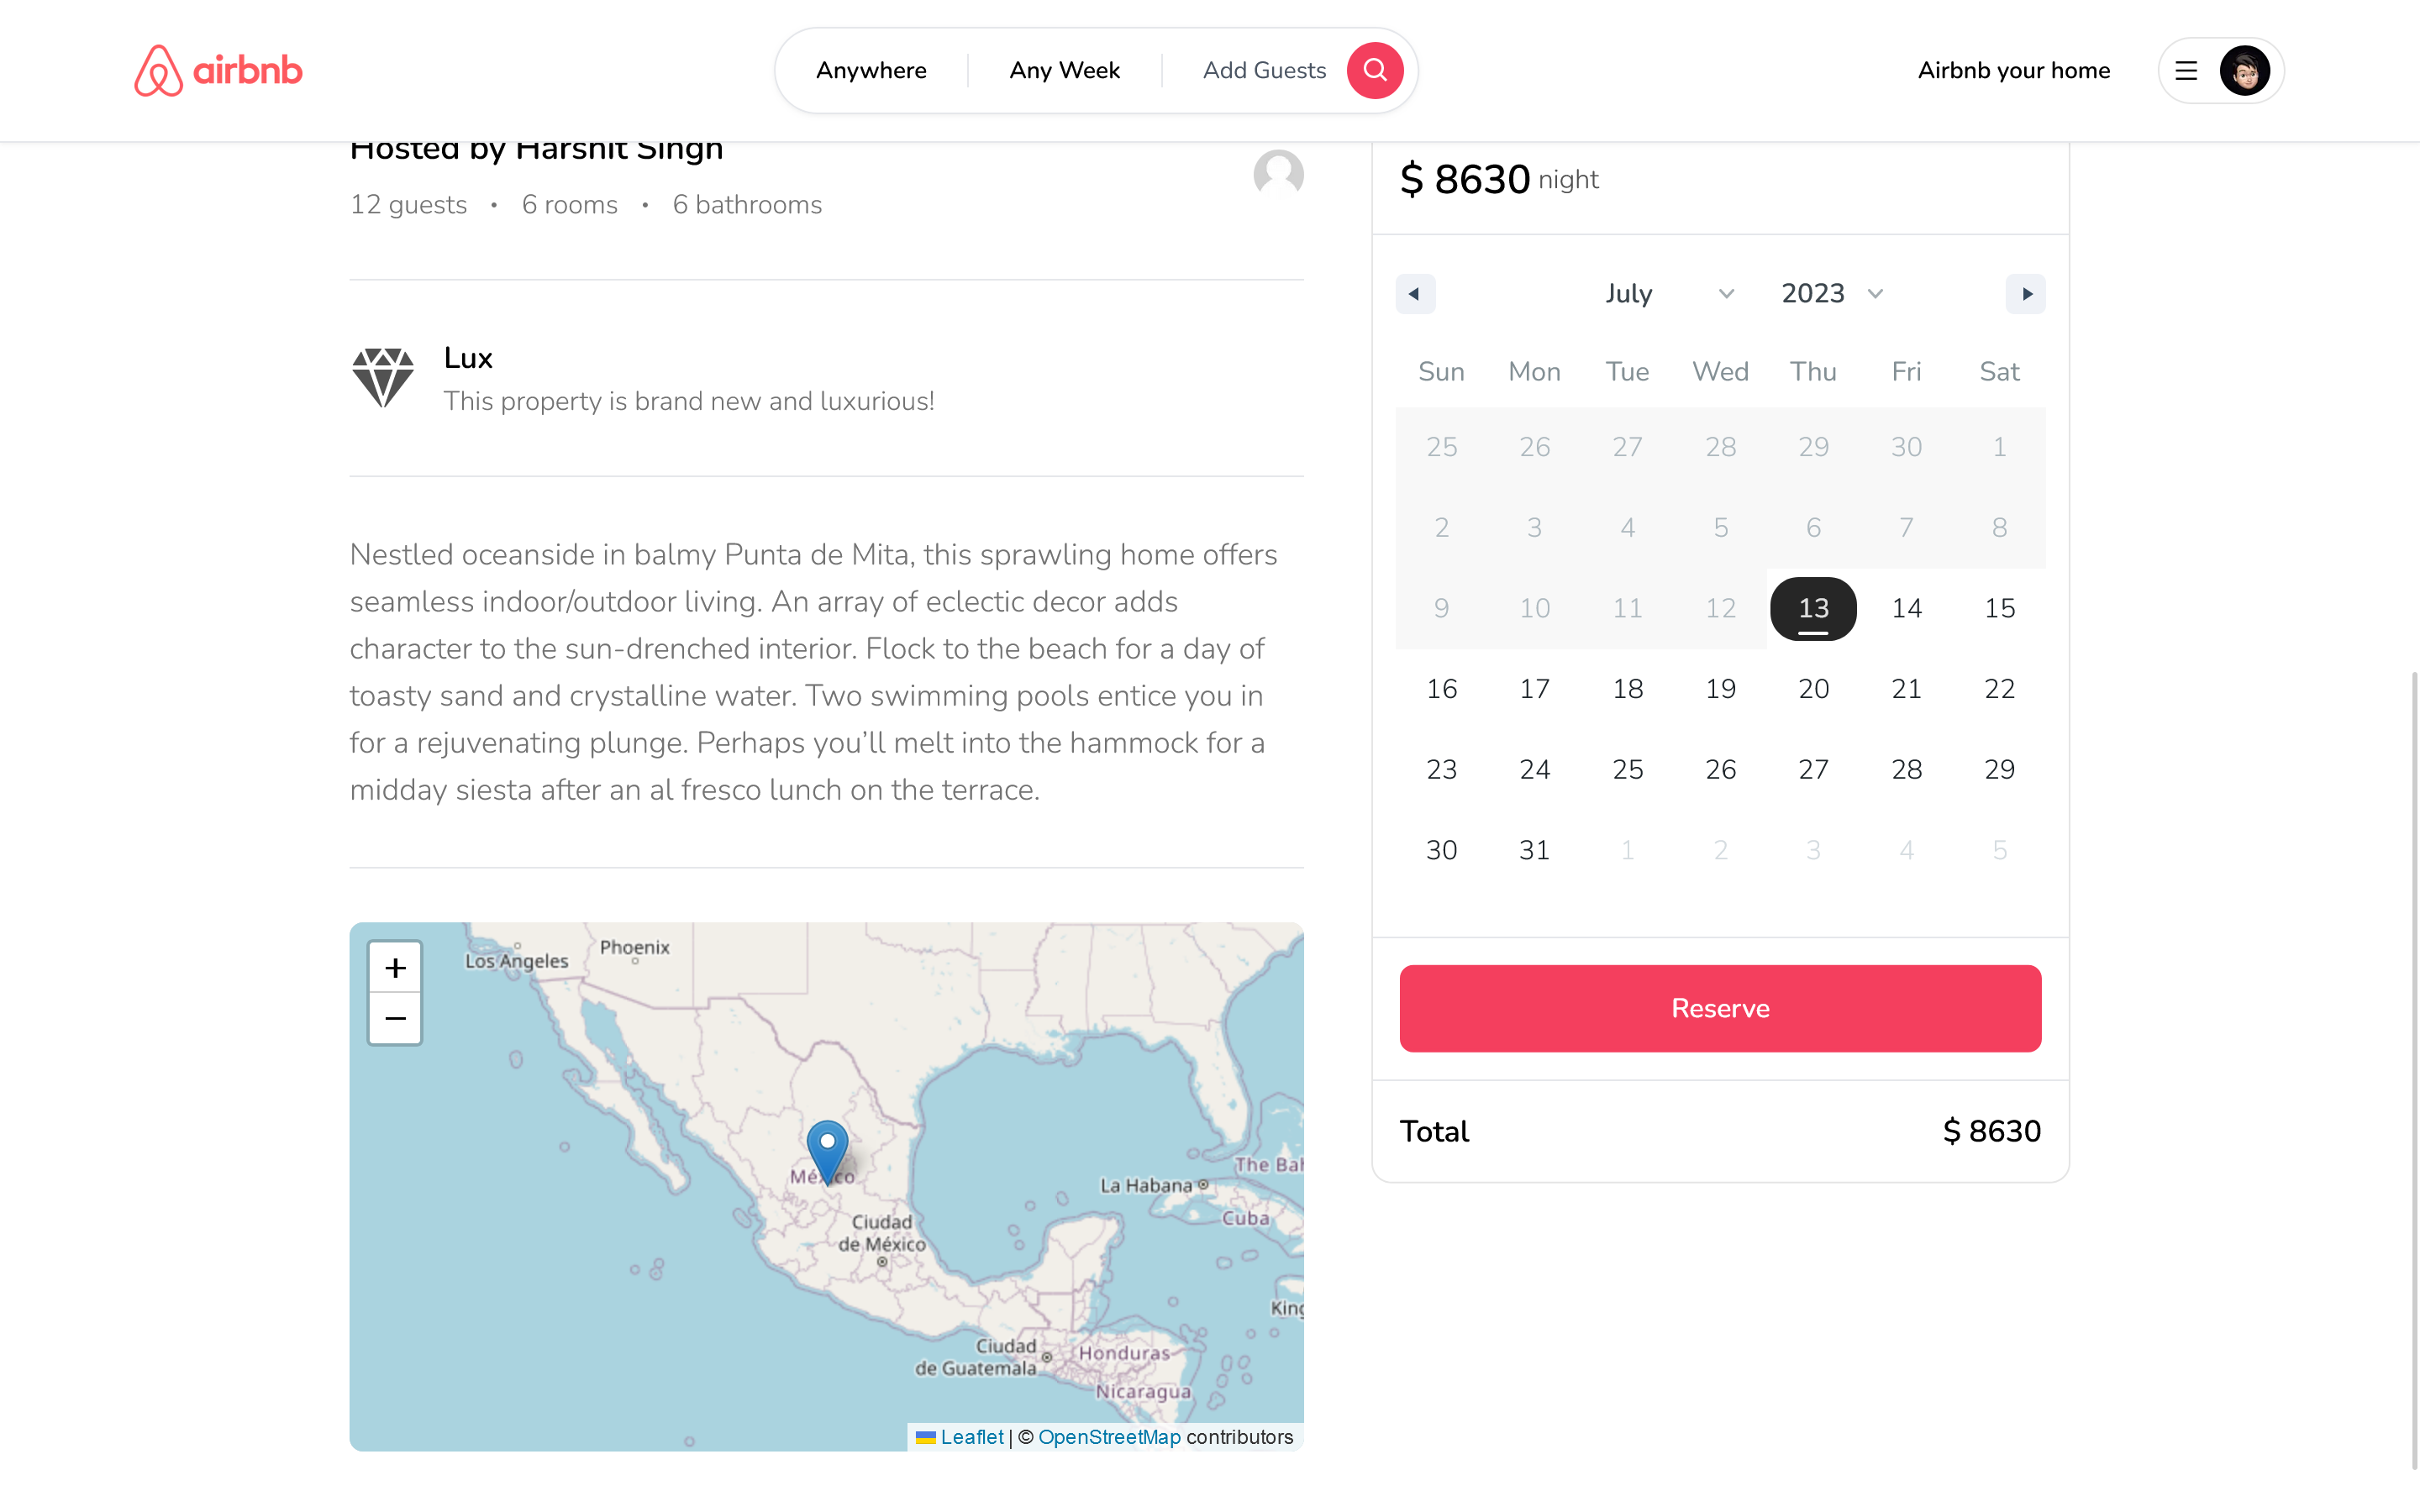 airbnb
Anywhere
Any Week
Add Guests
Airbnb your home
Hosted by Harshit Singh
12 guests • 6 rooms • 6 bathrooms
Lux
This property is brand new and luxurious!
Nestled oceanside in balmy Punta de Mita, this sprawling home offers
seamless indoor/outdoor living. An array of eclectic decor adds
character to the sun-drenched interior. Flock to the beach for a day of
toasty sand and crystalline water. Two swimming pools entice you in
for a rejuvenating plunge. Perhaps you’ll melt into the hammock for a
midday siesta after an al fresco lunch on the terrace.
+
−
Los Angeles
Phoenix
México
Ciudad
de México
La Habana
The Bah
Cuba
King
Ciudad
de Guatemala
Honduras
Nicaragua
Leaflet | © OpenStreetMap contributors
$ 8630 night
July 2023
Sun Mon Tue Wed Thu Fri Sat
25 26 27 28 29 30 1
2 3 4 5 6 7 8
9 10 11 12 13 14 15
16 17 18 19 20 21 22
23 24 25 26 27 28 29
30 31 1 2 3 4 5
Reserve
Total $ 8630